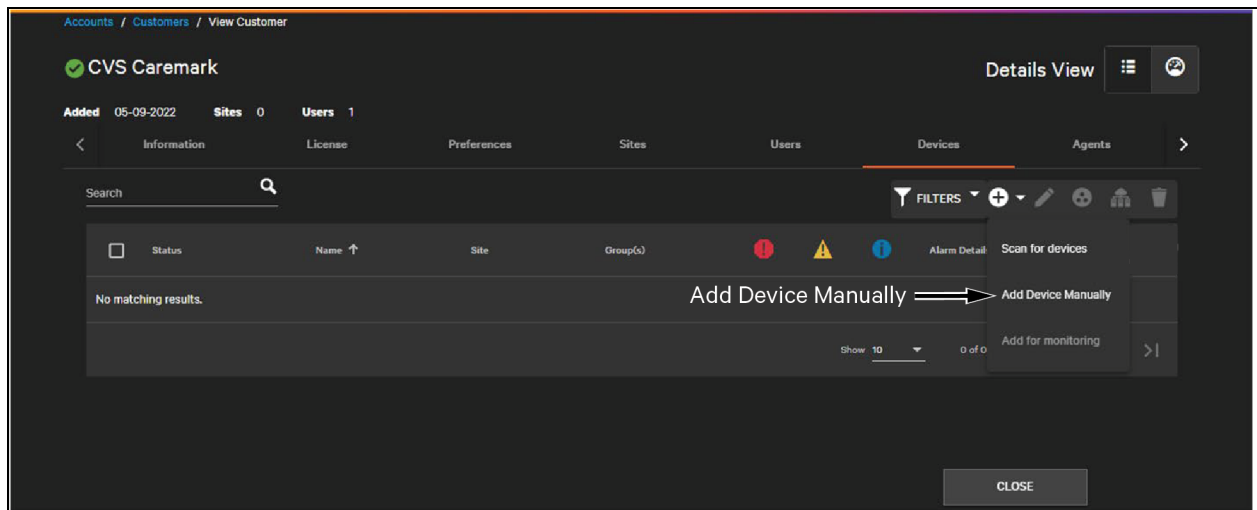 Accounts / Customers / View Customer
CVS Caremark
Details View
Added 05-09-2022 Sites 0 Users 1
Information License Preferences Sites Users Devices Agents
Search
FILTERS
Status Name Site Group(s) Alarm Detail
Scan for devices
No matching results.
Add Device Manually
Add Device Manually
Show 10 0 of 0
Add for monitoring
CLOSE